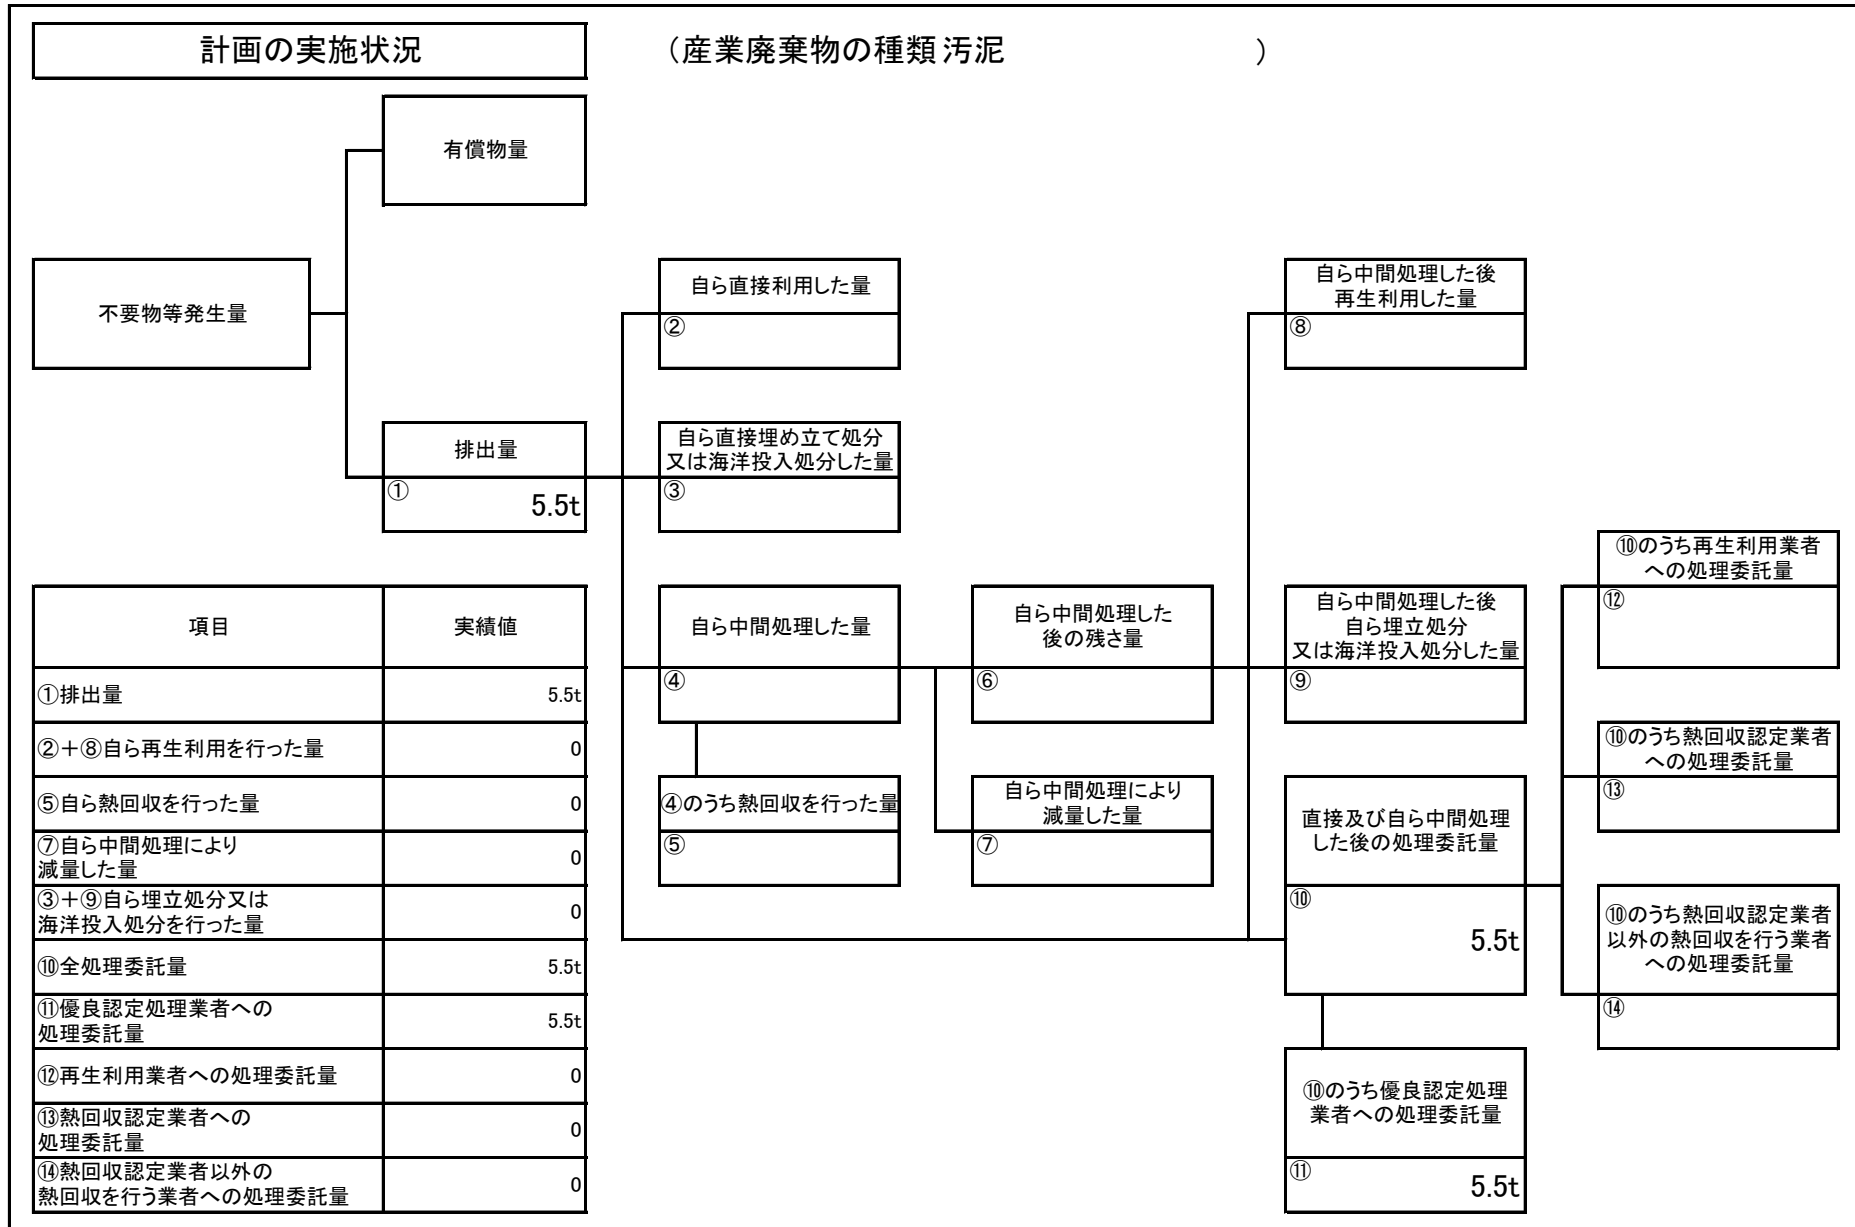 計画の実施状況
（産業廃棄物の種類 汚泥 ）
有償物量
不要物等発生量
自ら直接利用した量
②
自ら中間処理した後
再生利用した量
⑧
排出量
① 5.5t
自ら直接埋め立て処分
又は海洋投入処分した量
③
⑩のうち再生利用業者
への処理委託量
⑫
自ら中間処理した量
④
自ら中間処理した
後の残さ量
⑥
自ら中間処理した後
自ら埋立処分
又は海洋投入処分した量
⑨
⑩のうち熱回収認定業者
への処理委託量
⑬
④のうち熱回収を行った量
⑤
自ら中間処理により
減量した量
⑦
直接及び自ら中間処理
した後の処理委託量
⑩
5.5t
⑩のうち熱回収認定業者
以外の熱回収を行う業者
への処理委託量
⑭
⑩のうち優良認定処理
業者への処理委託量
⑪ 5.5t
項目 実績値
①排出量 5.5t
②＋⑧自ら再生利用を行った量 0
⑤自ら熱回収を行った量 0
⑦自ら中間処理により
減量した量 0
③＋⑨自ら埋立処分又は
海洋投入処分を行った量 0
⑩全処理委託量 5.5t
⑪優良認定処理業者への
処理委託量 5.5t
⑫再生利用業者への処理委託量 0
⑬熱回収認定業者への
処理委託量 0
⑭熱回収認定業者以外の
熱回収を行う業者への処理委託量 0